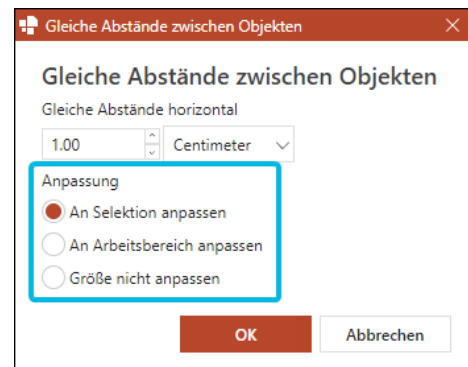 Gleiche Abstände zwischen Objekten
Gleiche Abstände zwischen Objekten
Gleiche Abstände horizontal
1.00 Centimeter
Anpassung
An Selektion anpassen
An Arbeitsbereich anpassen
Größe nicht anpassen
OK Abbrechen